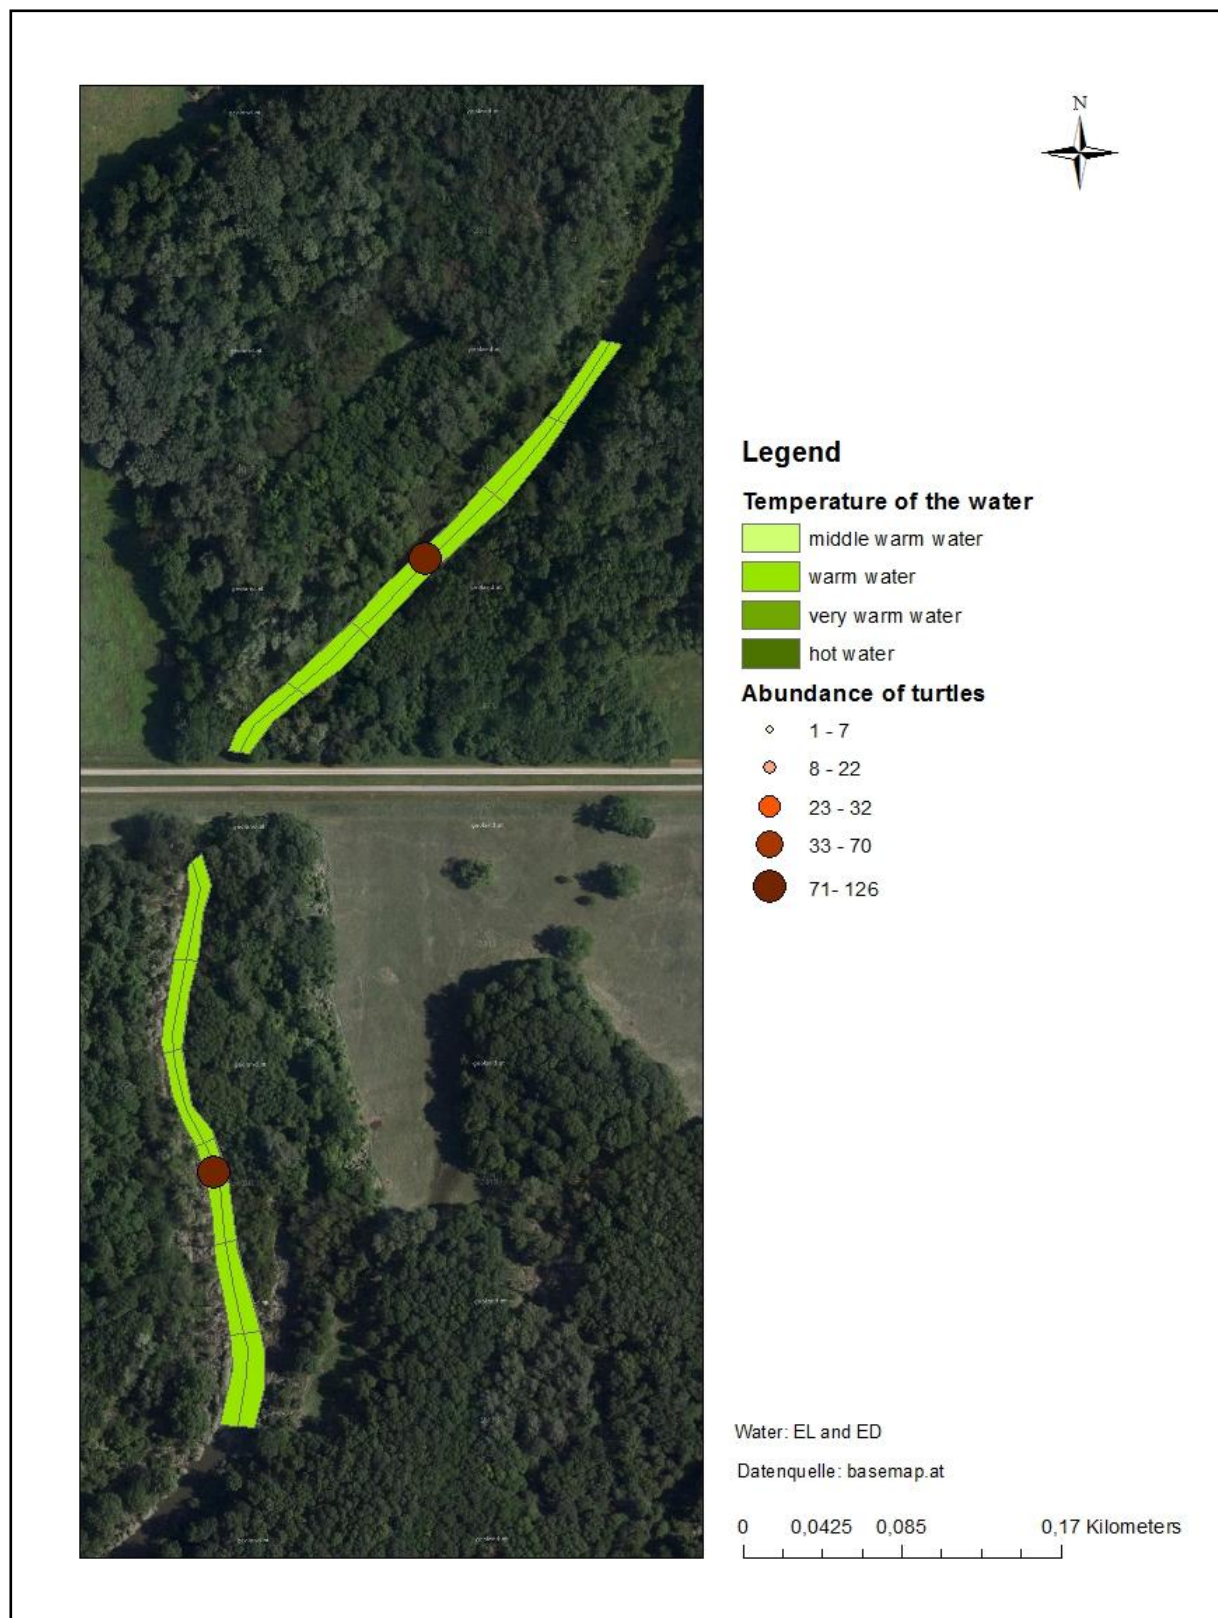 N
Legend
Temperature of the water
middle warm water
warm water
very warm water
hot water
Abundance of turtles
1 - 7
8 - 22
23 - 32
33 - 70
71- 126
Water: EL and ED
Datenquelle: basemap.at
0 0,0425 0,085 0,17 Kilometers